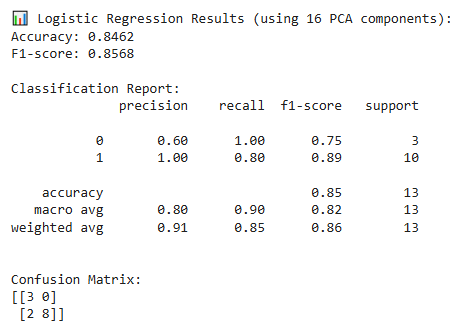 📊 Logistic Regression Results (using 16 PCA components):
Accuracy: 0.8462
F1-score: 0.8568
Classification Report:
precision recall f1-score support
0 0.60 1.00 0.75 3
1 1.00 0.80 0.89 10
accuracy 0.85 13
macro avg 0.80 0.90 0.82 13
weighted avg 0.91 0.85 0.86 13
Confusion Matrix:
[[3 0]
[2 8]]